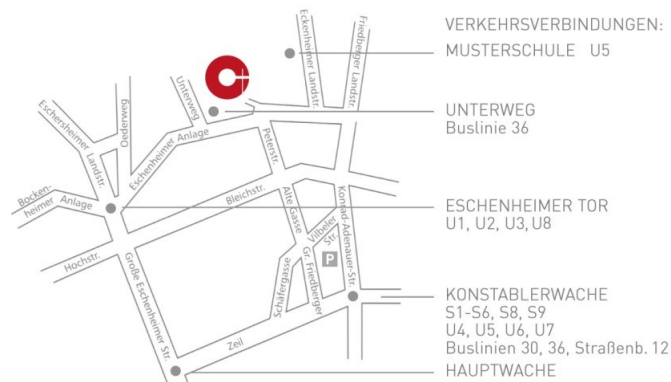 VERKEHRSVERBINDUNGEN:
MUSTERSCHULE U5
UNTERWEG
Buslinie 36
ESCHENHEIMER TOR
U1, U2, U3,U8
KONSTABLERWACHE
S1-S6, S8, S9
U4, U5, U6, U7
Buslinien 30, 36, Straßenb. 12
HAUPTWACHE
Eckenheimer
Landstr.
Friedberger
Landstr.
Unterweg
Eschersheimer
Landstr.
Oederweg
Eschenheimer Anlage
Peterstr.
Bocken-
heimer Anlage
Bleichstr.
Alte Gasse
Konrad-Adenauer-Str.
Vilbeler
Str.
P
Hochstr.
Große Eschenheimer Str.
Schäfergasse
Gr. Friedberger
Zeil